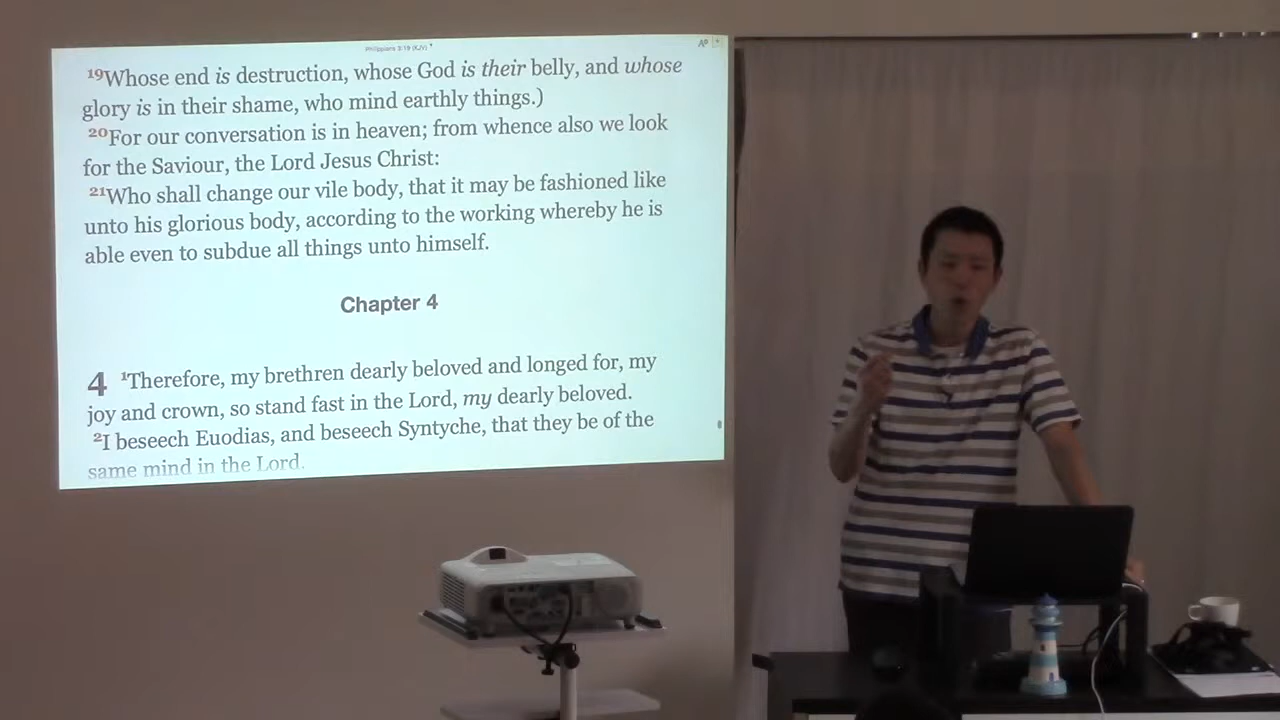 Philippians 3:19 (KJV)
19Whose end is destruction, whose God is their belly, and whose
glory is in their shame, who mind earthly things.)
20For our conversation is in heaven; from whence also we look
for the Saviour, the Lord Jesus Christ:
21Who shall change our vile body, that it may be fashioned like
unto his glorious body, according to the working whereby he is
able even to subdue all things unto himself.
Chapter 4
4 1Therefore, my brethren dearly beloved and longed for, my
joy and crown, so stand fast in the Lord, my dearly beloved.
2I beseech Euodias, and beseech Syntyche, that they be of the
same mind in the Lord.